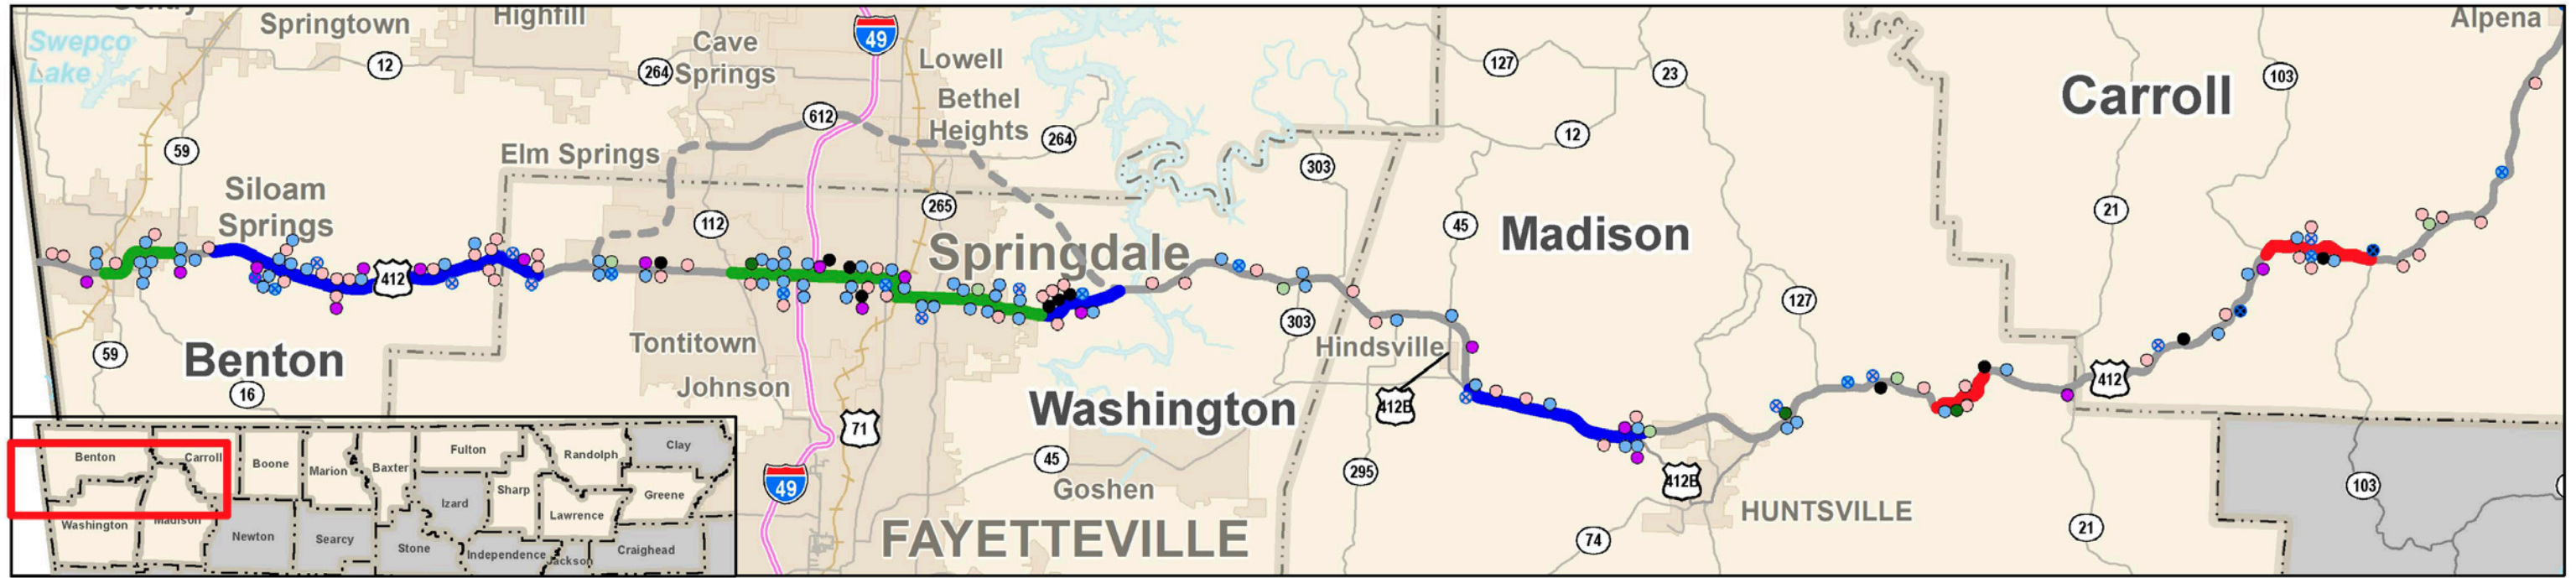 Highfill
Alpena
Springtown
Swepco
Lake
49
Cave
Springs
Lowell
12
264
127
23
103
Carroll
Bethel
Heights
612
264
12
59
Elm Springs
303
Siloam
Springs
112
265
45
Madison
21
Springdale
412
127
303
Tontitown
Hindsville
59
Benton
Johnson
16
412
412B
Washington
71
45
Goshen
295
412B
49
103
HUNTSVILLE
FAYETTEVILLE
74
21
Benton
Carroll
Boone
Marion
Baxter
Fulton
Randolph
Clay
Izard
Sharp
Greene
Lawrence
Washington
Madison
Newton
Searcy
Stone
Independence
Jackson
Craighead